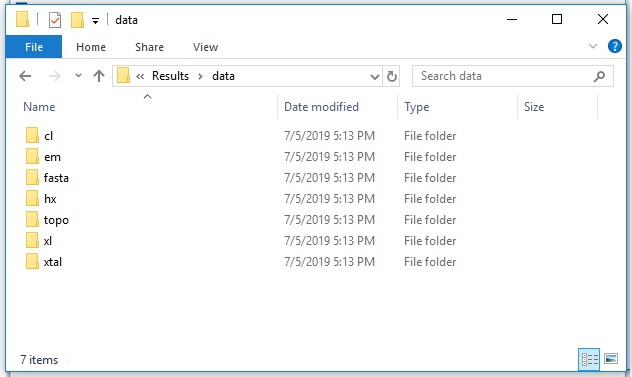 data
File Home Share View
Results data Search data
Name Date modified Type Size
cl 7/5/2019 5:13 PM File folder
em 7/5/2019 5:13 PM File folder
fasta 7/5/2019 5:13 PM File folder
hx 7/5/2019 5:13 PM File folder
topo 7/5/2019 5:13 PM File folder
xl 7/5/2019 5:13 PM File folder
xtal 7/5/2019 5:13 PM File folder
7 items